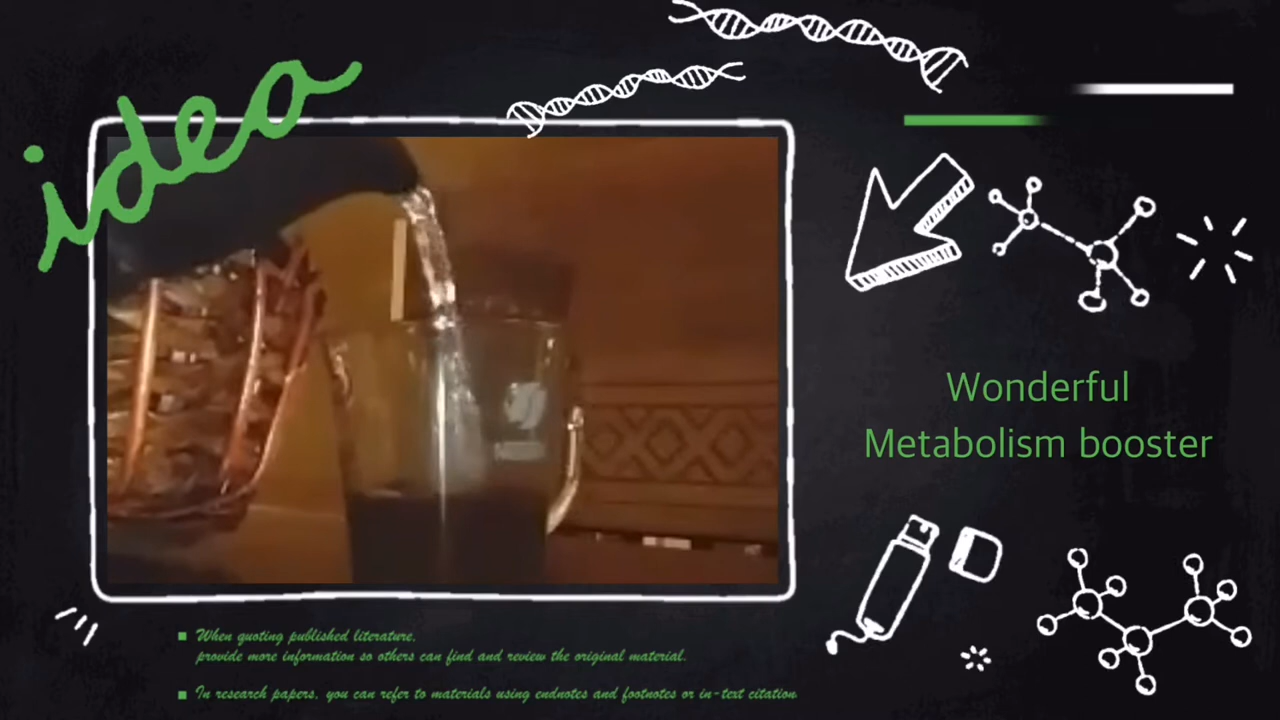 idea
Wonderful
Metabolism booster
When quoting published literature,
provide more information so others can find and review the original material.
In research papers, you can refer to materials using endnotes and footnotes or in-text citation